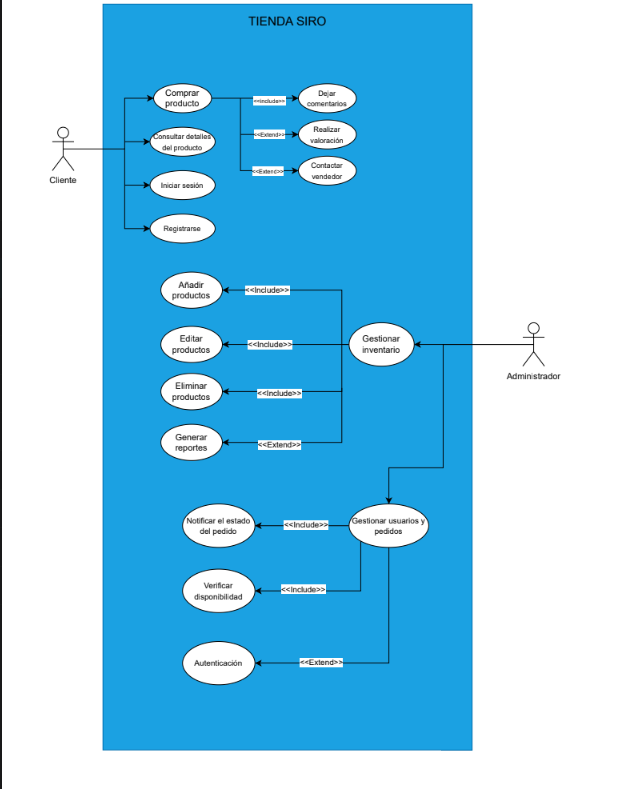 TIENDA SIRO
Comprar
producto
<<Include>>
Dejar
comentarios
Consultar detalles
del producto
<<Extend>>
Realizar
valoración
<<Extend>>
Contactar
vendedor
Cliente
Iniciar sesión
Registrarse
Añadir
productos
<<Include>>
Editar
productos
<<Include>>
Gestionar
inventario
Administrador
Eliminar
productos
<<Include>>
Generar
reportes
<<Extend>>
Notificar el estado
del pedido
<<Include>>
Gestionar usuarios y
pedidos
Verificar
disponibilidad
<<Include>>
Autenticación
<<Extend>>